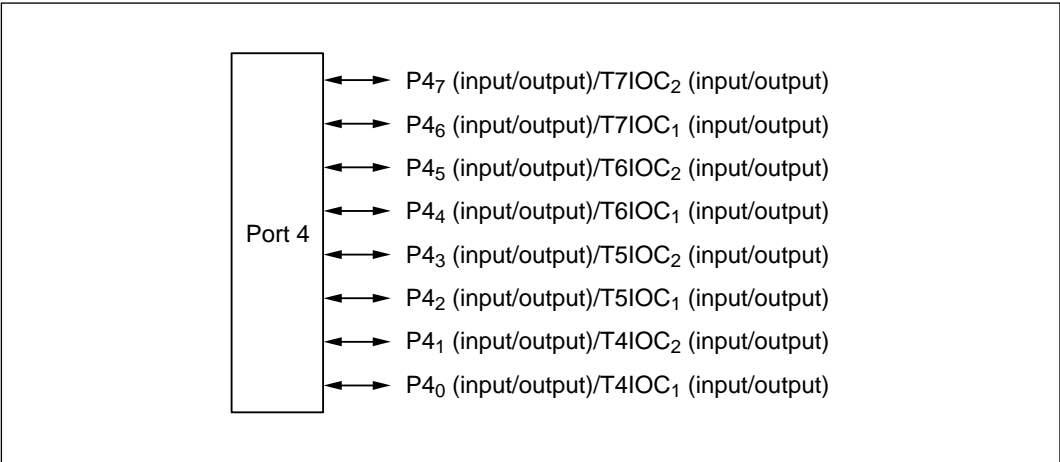 P4₇ (input/output)/T7IOC₂ (input/output)
P4₆ (input/output)/T7IOC₁ (input/output)
P4₅ (input/output)/T6IOC₂ (input/output)
P4₄ (input/output)/T6IOC₁ (input/output)
Port 4
P4₃ (input/output)/T5IOC₂ (input/output)
P4₂ (input/output)/T5IOC₁ (input/output)
P4₁ (input/output)/T4IOC₂ (input/output)
P4₀ (input/output)/T4IOC₁ (input/output)